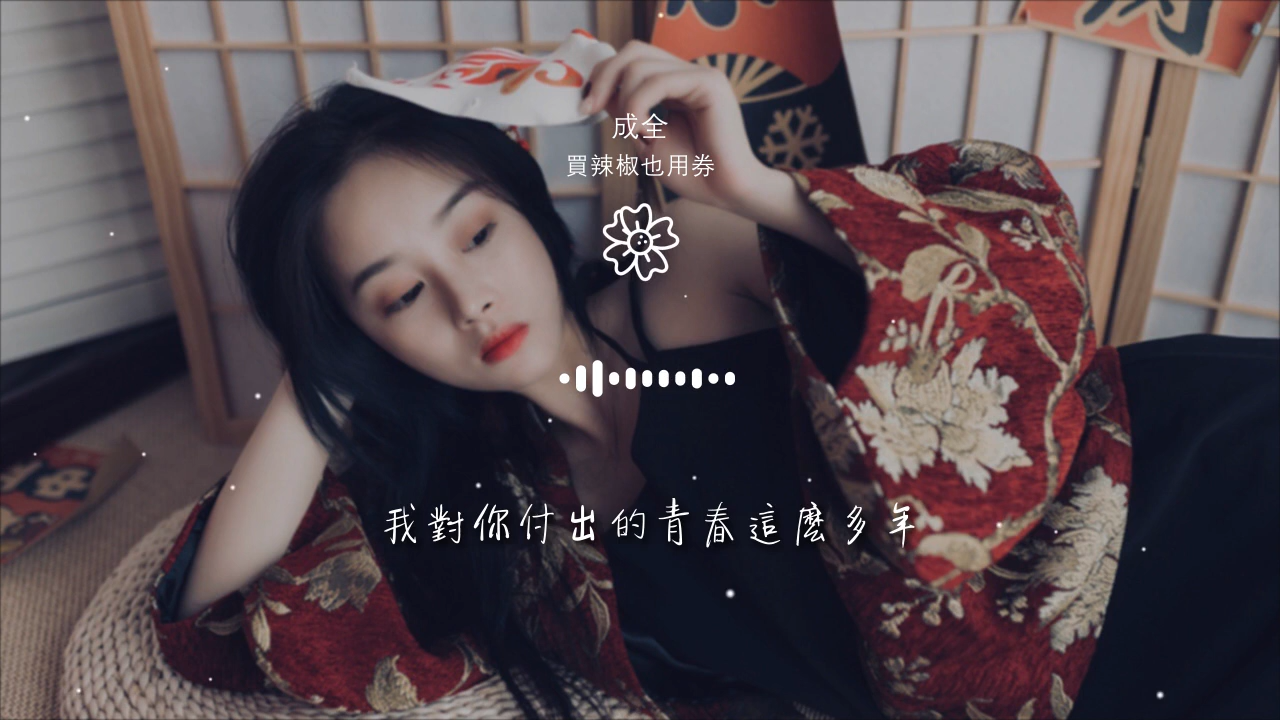 成全
買辣椒也用券
我對你付出的青春這麼多年